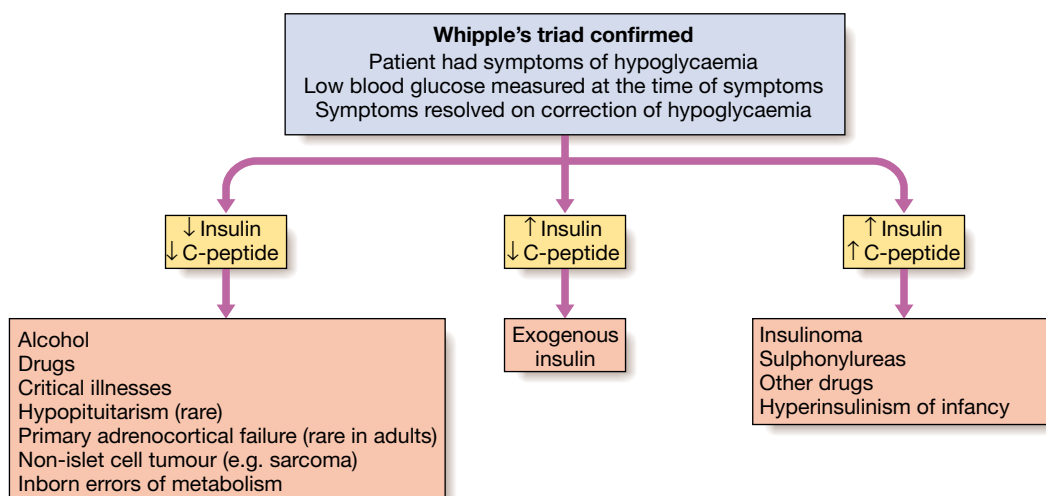 Whipple’s triad confirmed
Patient had symptoms of hypoglycaemia
Low blood glucose measured at the time of symptoms
Symptoms resolved on correction of hypoglycaemia
↓ Insulin
↓ C-peptide
↑ Insulin
↓ C-peptide
↑ Insulin
↑ C-peptide
Alcohol
Drugs
Critical illnesses
Hypopituitarism (rare)
Primary adrenocortical failure (rare in adults)
Non-islet cell tumour (e.g. sarcoma)
Inborn errors of metabolism
Exogenous
insulin
Insulinoma
Sulphonylureas
Other drugs
Hyperinsulinism of infancy